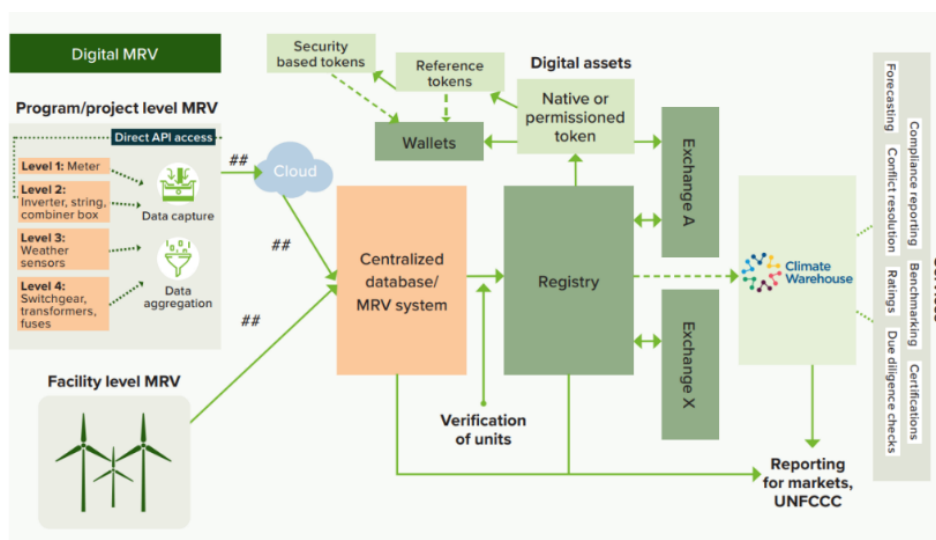 Digital MRV
Program/project level MRV
Direct API access
Level 1: Meter
Level 2:
Inverter, string,
combiner box
Level 3:
Weather
sensors
Level 4:
Switchgear,
transformers,
fuses
Data capture
Data
aggregation
Facility level MRV
##
##
##
Cloud
Security
based tokens
Reference
tokens
Wallets
Digital assets
Native or
permissioned
token
Centralized
database/
MRV system
Verification
of units
Registry
Exchange A
Exchange X
Climate
Warehouse
Reporting
for markets,
UNFCCC
Forecasting
Compliance reporting
Conflict resolution
Benchmarking
Ratings
Certifications
Due diligence checks